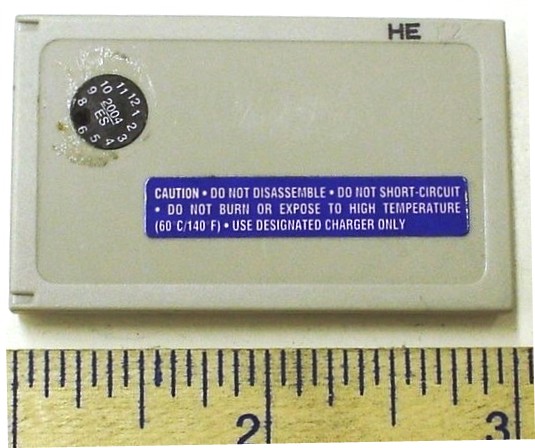 HE
11 12 1
10 2
9 2004 3
8 ES 4
6 5
CAUTION • DO NOT DISASSEMBLE • DO NOT SHORT-CIRCUIT
• DO NOT BURN OR EXPOSE TO HIGH TEMPERATURE
(60 C/140 F) • USE DESIGNATED CHARGER ONLY
2 3